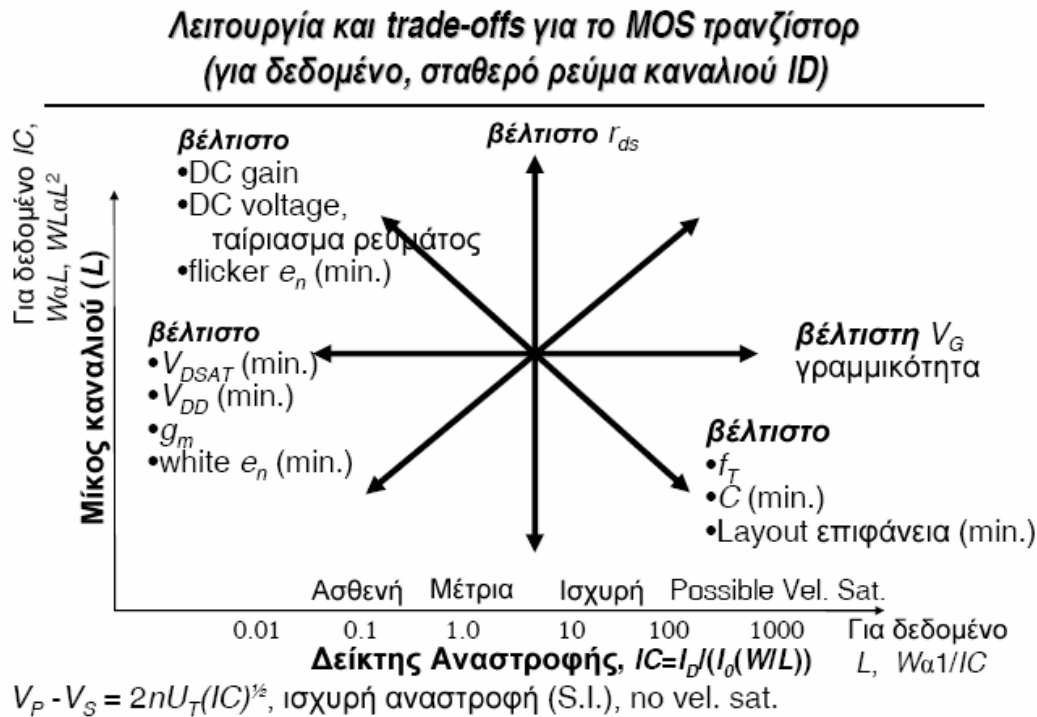 Λειτουργία και trade-offs για το MOS τρανζίστορ
(για δεδομένο, σταθερό ρεύμα καναλιού ID)
Για δεδομένο IC,
WαL, WLαL²
Μίκος καναλιού (L)
βέλτιστο
•DC gain
•DC voltage,
ταίριασμα ρευμάτος
•flicker eₙ (min.)
βέλτιστο r_ds
βέλτιστο
•V_DSAT (min.)
•V_DD (min.)
•g_m
•white eₙ (min.)
βέλτιστη V_G
γραμμικότητα
βέλτιστο
•f_T
•C (min.)
•Layout επιφάνεια (min.)
Ασθενή Μέτρια Ισχυρή Possible Vel. Sat.
0.01 0.1 1.0 10 100 1000
Για δεδομένο
L, Wα1/IC
Δείκτης Αναστροφής, IC=I_D/(I_0(W/L))
V_P - V_S = 2nU_T(IC)^½, ισχυρή αναστροφή (S.I.), no vel. sat.